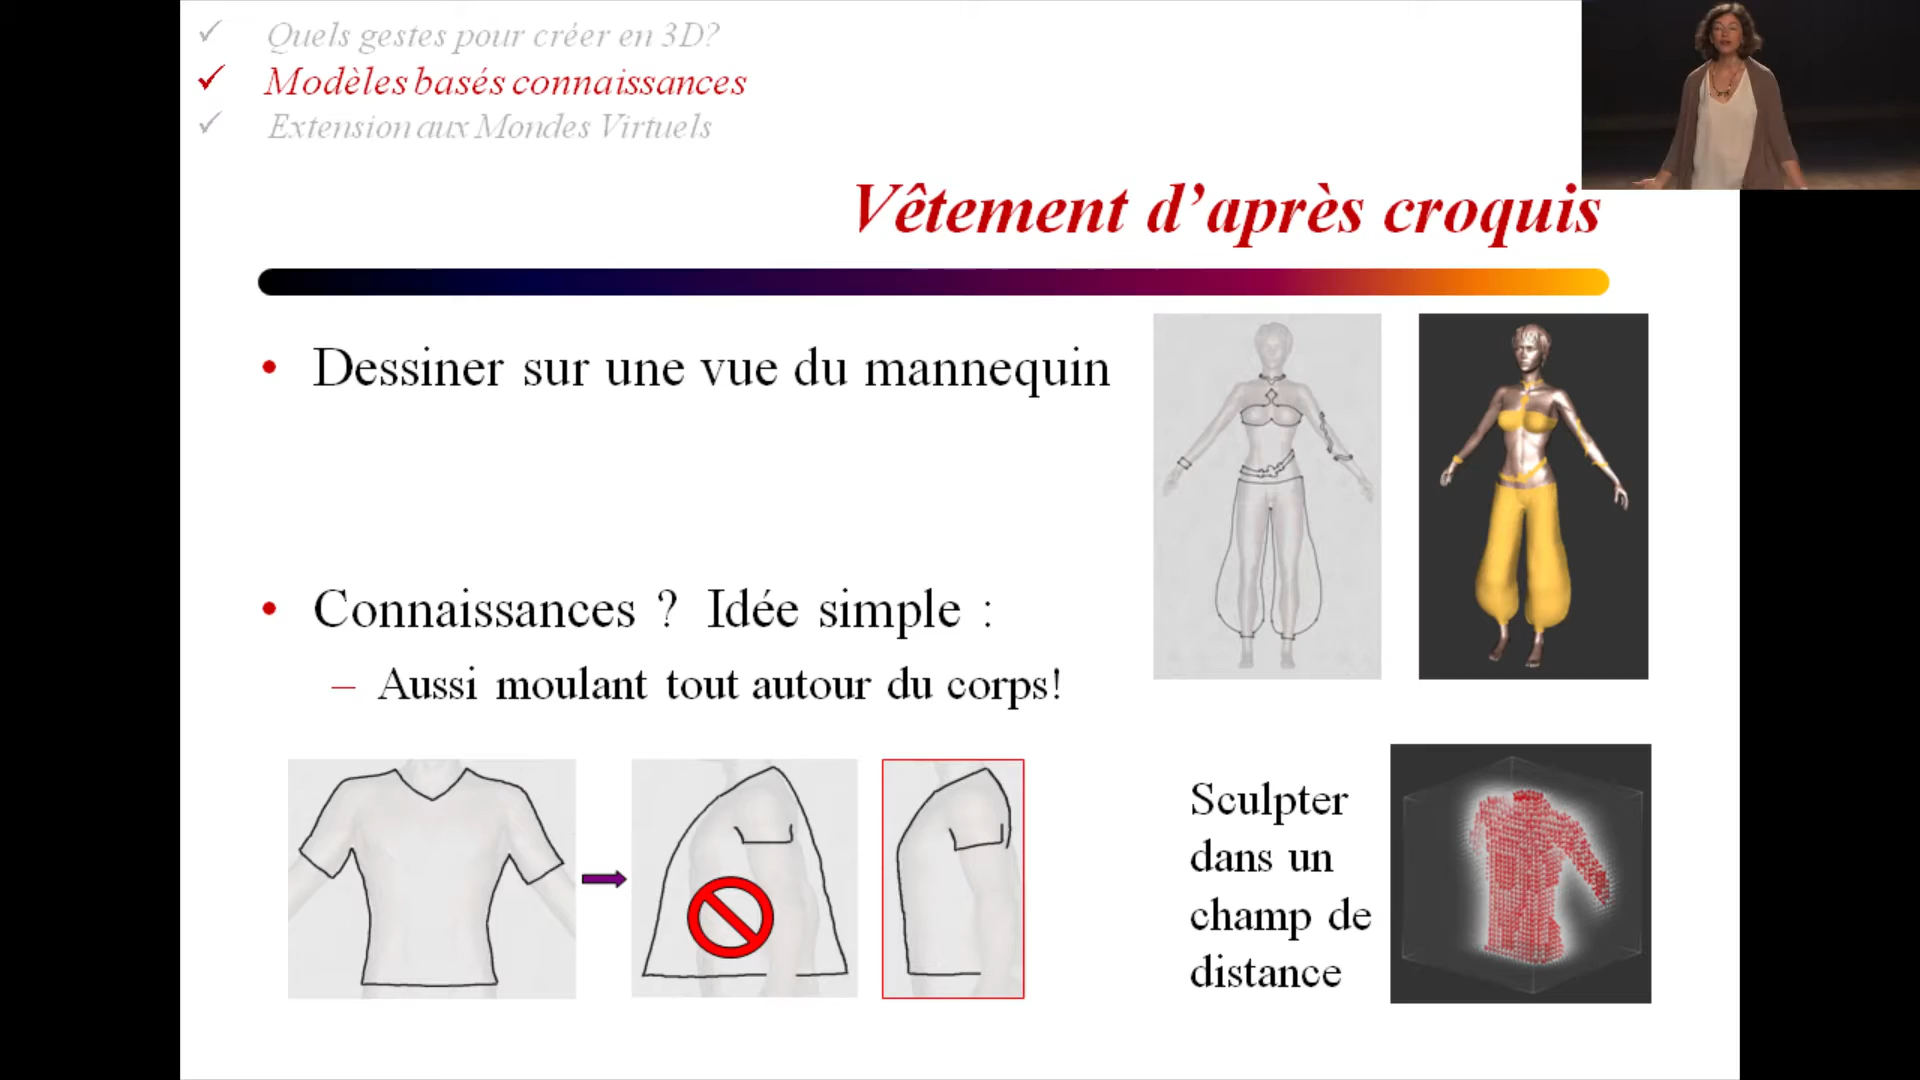 ✓ Quels gestes pour créer en 3D?
✓ Modèles basés connaissances
✓ Extension aux Mondes Virtuels
Vêtement d’après croquis
• Dessiner sur une vue du mannequin
• Connaissances ? Idée simple :
– Aussi moulant tout autour du corps!
Sculpter
dans un
champ de
distance